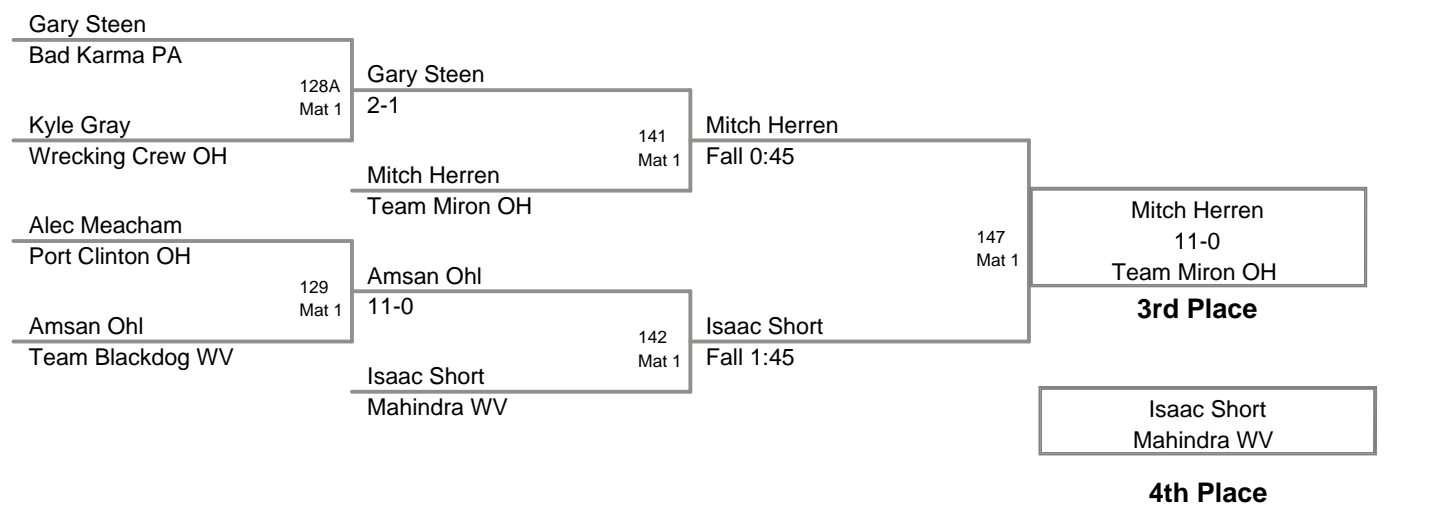 Gary Steen
Bad Karma PA
128A
Mat 1
Kyle Gray
Wrecking Crew OH
Gary Steen
2-1
141
Mat 1
Mitch Herren
Team Miron OH
Alec Meacham
Port Clinton OH
129
Mat 1
Amsan Ohl
Team Blackdog WV
Amsan Ohl
11-0
142
Mat 1
Isaac Short
Mahindra WV
Mitch Herren
Fall 0:45
147
Mat 1
Isaac Short
Fall 1:45
Mitch Herren
11-0
Team Miron OH
3rd Place
Isaac Short
Mahindra WV
4th Place